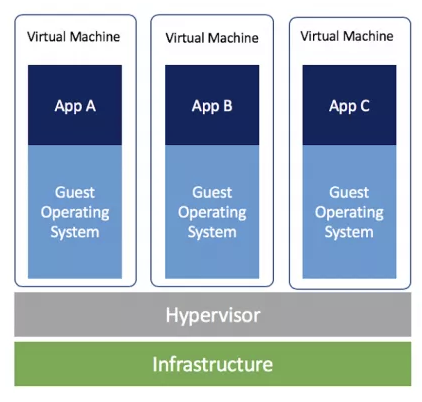 Virtual Machine
Virtual Machine
Virtual Machine
App A
App B
App C
Guest
Operating
System
Guest
Operating
System
Guest
Operating
System
Hypervisor
Infrastructure